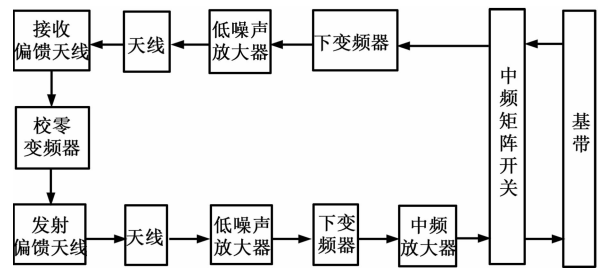 接收
偏馈天线
天线
低噪声
放大器
下变频器
中频矩阵开关
基带
校零
变频器
发射
偏馈天线
天线
低噪声
放大器
下变
频器
中频
放大器